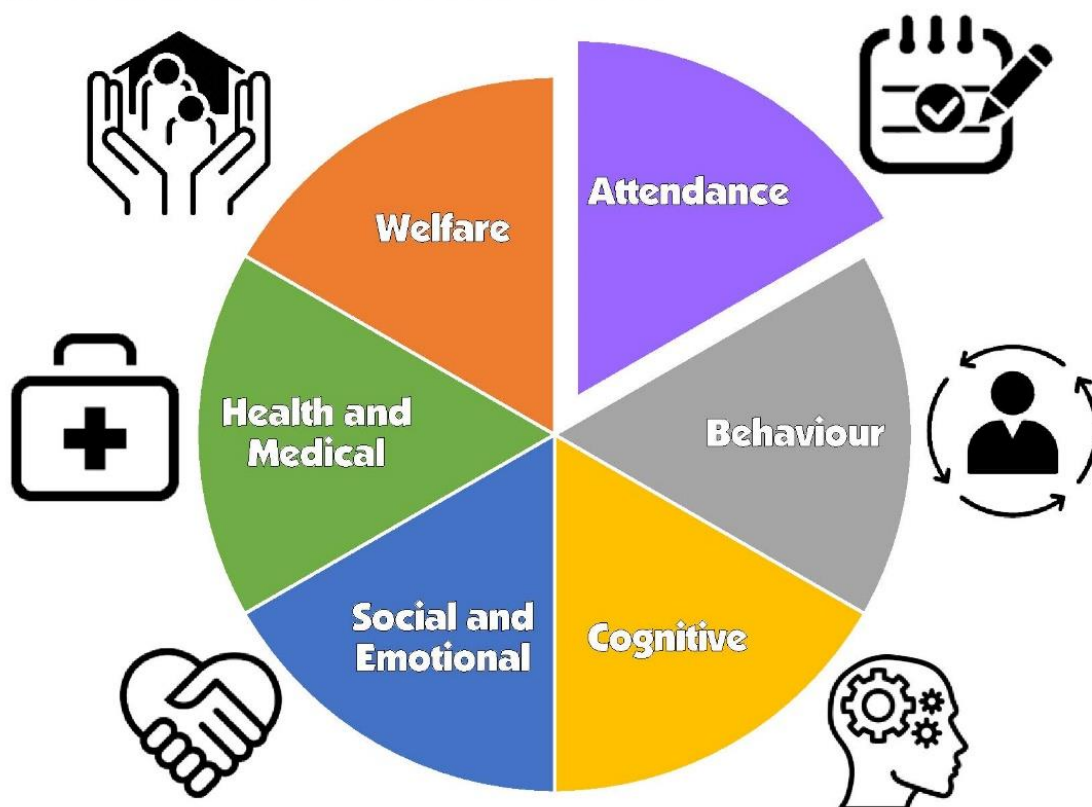 Attendance
Welfare
Health and
Medical
Behaviour
Social and
Emotional
Cognitive